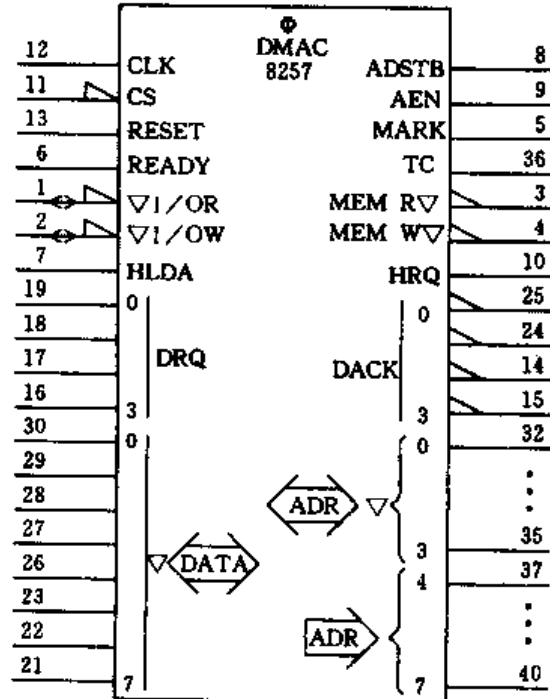 Φ
DMAC
8257
12 CLK ADSTB 8
11 CS AEN 9
13 RESET MARK 5
6 READY TC 36
1 ▽I/OR MEM R▽ 3
2 ▽I/OW MEM W▽ 4
7 HLDA HRQ 10
19 0 0 25
18 24
17 DRQ DACK 14
16 3 3 15
30 0 0 32
29
28 ADR ▽
27 3 35
26 ▽ DATA 4 37
23
22 ADR
21 7 7 40